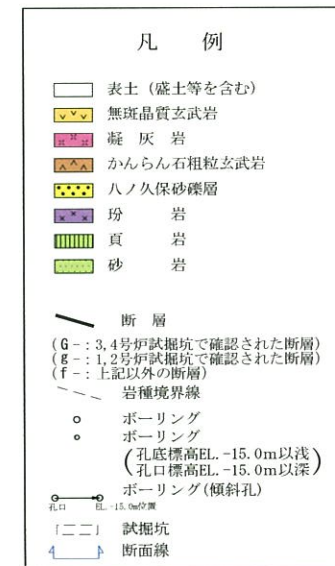 凡 例
表土 (盛土等を含む)
無斑晶質玄武岩
凝 灰 岩
かんらん石粗粒玄武岩
八ノ久保砂礫層
玢 岩
頁 岩
砂 岩
断 層
(G－: 3,4号炉試掘坑で確認された断層)
(g－: 1,2号炉試掘坑で確認された断層)
(f－: 上記以外の断層)
岩種境界線
ボーリング
ボーリング
(孔底標高EL.-15.0m以浅
孔口標高EL.-15.0m以深)
ボーリング(傾斜孔)
孔口 EL.-15.0m位置
試掘坑
断面線